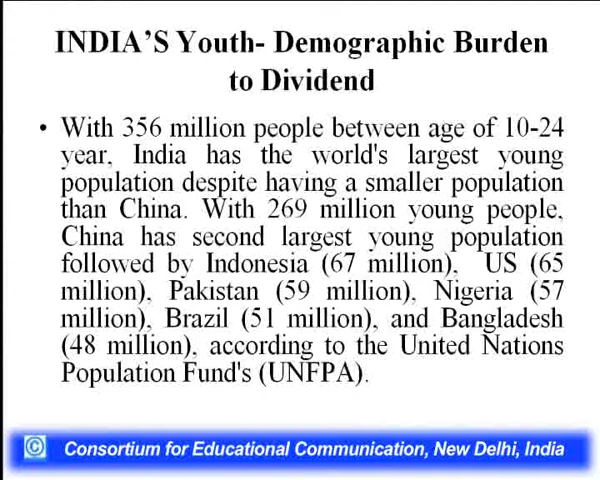 INDIA’S Youth- Demographic Burden
to Dividend
• With 356 million people between age of 10-24
year, India has the world's largest young
population despite having a smaller population
than China. With 269 million young people,
China has second largest young population
followed by Indonesia (67 million), US (65
million), Pakistan (59 million), Nigeria (57
million), Brazil (51 million), and Bangladesh
(48 million), according to the United Nations
Population Fund's (UNFPA).
© Consortium for Educational Communication, New Delhi, India